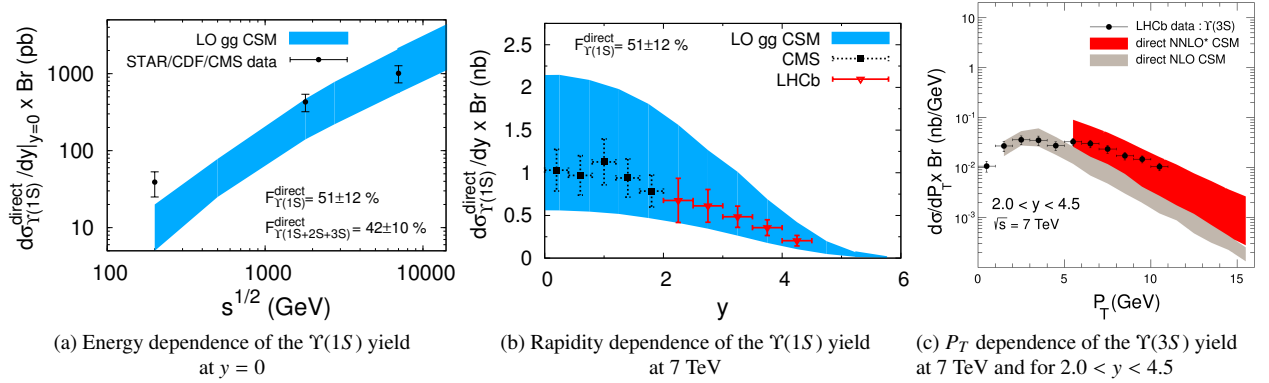 dσ^direct_ϒ(1S)/dy|_y=0 x Br (pb)
1000
100
10
LO gg CSM
STAR/CDF/CMS data
F^direct_ϒ(1S) = 51±12 %
F^direct_ϒ(1S+2S+3S) = 42±10 %
100
1000
10000
s^1/2 (GeV)
(a) Energy dependence of the ϒ(1S) yield
at y = 0
dσ^direct_ϒ(1S)/dy x Br (nb)
2.5
2
1.5
1
0.5
0
F^direct_ϒ(1S) = 51±12 %
LO gg CSM
CMS
LHCb
0
1
2
3
4
5
6
y
(b) Rapidity dependence of the ϒ(1S) yield
at 7 TeV
dσ/dP_T x Br (nb/GeV)
10
1
10^-1
10^-2
10^-3
LHCb data : ϒ(3S)
direct NNLO* CSM
direct NLO CSM
2.0 < y < 4.5
√s = 7 TeV
0
5
10
15
P_T (GeV)
(c) P_T dependence of the ϒ(3S) yield
at 7 TeV and for 2.0 < y < 4.5